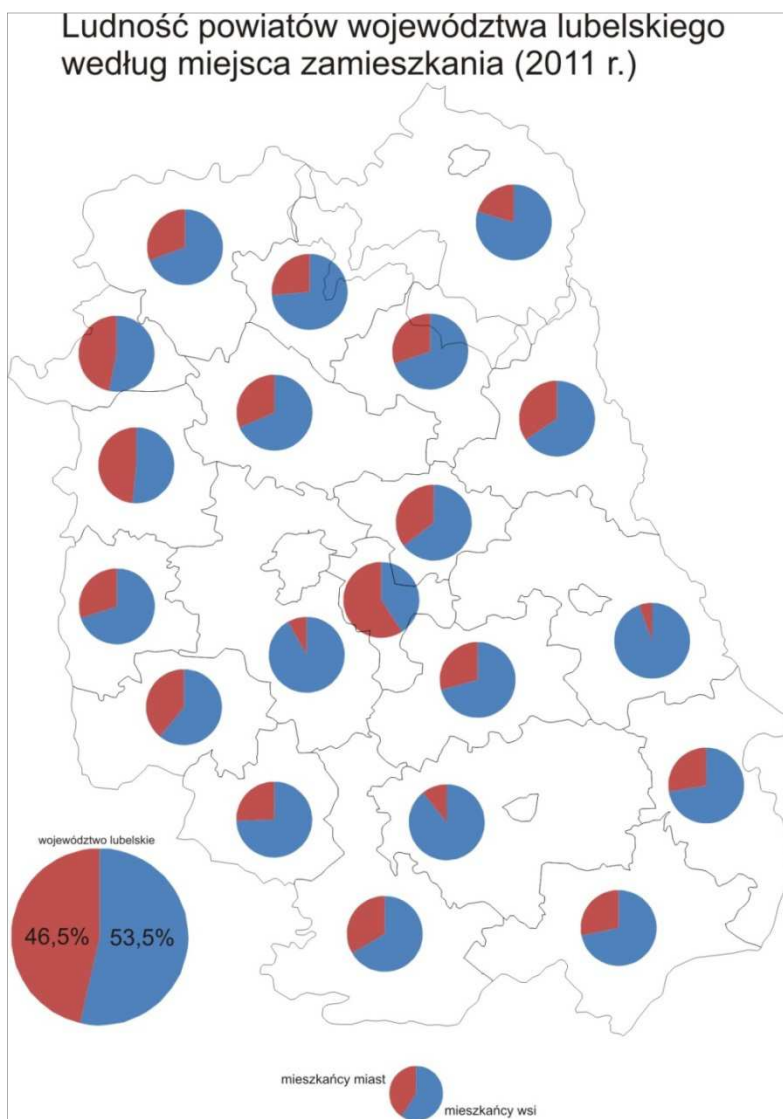 Ludność powiatów województwa lubelskiego
według miejsca zamieszkania (2011 r.)
województwo lubelskie
46,5% 53,5%
mieszkańcy miast
mieszkańcy wsi